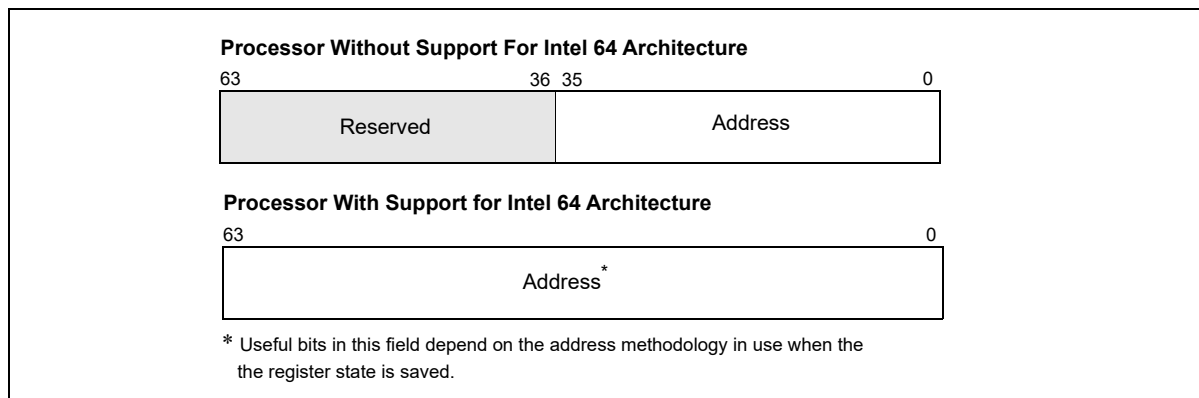 Processor Without Support For Intel 64 Architecture
63 36 35 0
Reserved Address
Processor With Support for Intel 64 Architecture
63 0
Address*
* Useful bits in this field depend on the address methodology in use when the
the register state is saved.